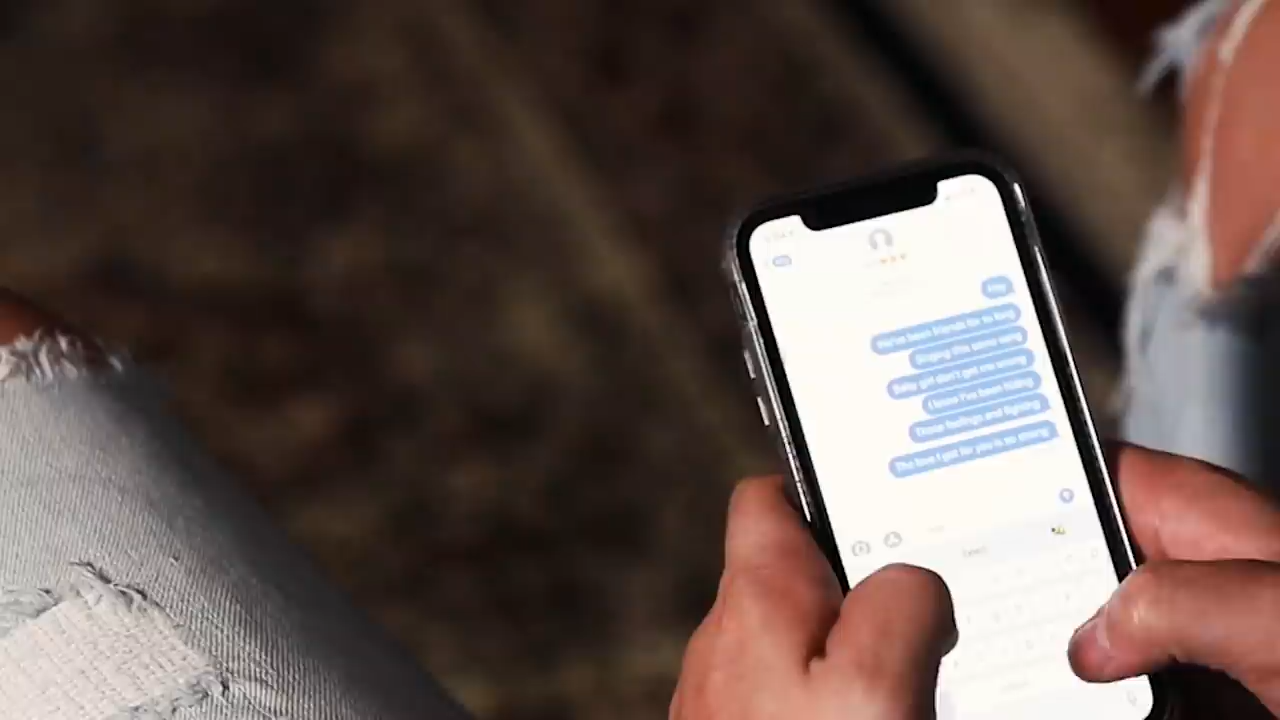 Hey
We've been friends for so long
Singing this same song
Baby girl don't get me wrong
I know I've been hiding
These feelings and fighting
The love I got for you is so strong